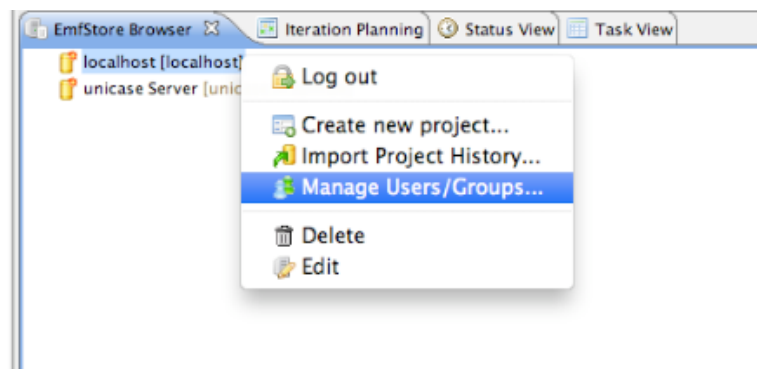 EmfStore Browser Iteration Planning Status View Task View
localhost [localhost]
unicase Server [unic
Log out
Create new project...
Import Project History...
Manage Users/Groups...
Delete
Edit